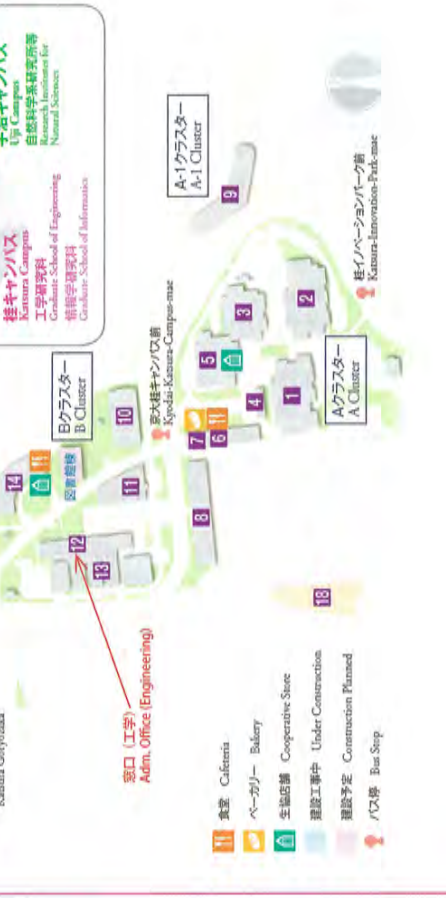 宇治キャンパス
Uji Campus
自然科学系研究所等
Research Institutes for
Natural Sciences
桂キャンパス
Katsura Campus
工学研究科
Graduate School of Engineering
情報学研究科
Graduate School of Informatics
A-1クラスター
A-1 Cluster
9
桂イノベーションパーク前
Katsura-Innovation-Park-mae
Bクラスター
B Cluster
京大桂キャンパス前
Kyodai-Katsura-Campus-mae
3
2
5
10
14
図書館棟
4
1
Aクラスター
A Cluster
7
6
11
8
12
13
18
窓口（工学）
Adm. Office (Engineering)
食堂 Cafeteria
ベーカリー Bakery
生協店舗 Cooperative Store
建設工事中 Under Construction
建設予定 Construction Planned
バス停 Bus Stop